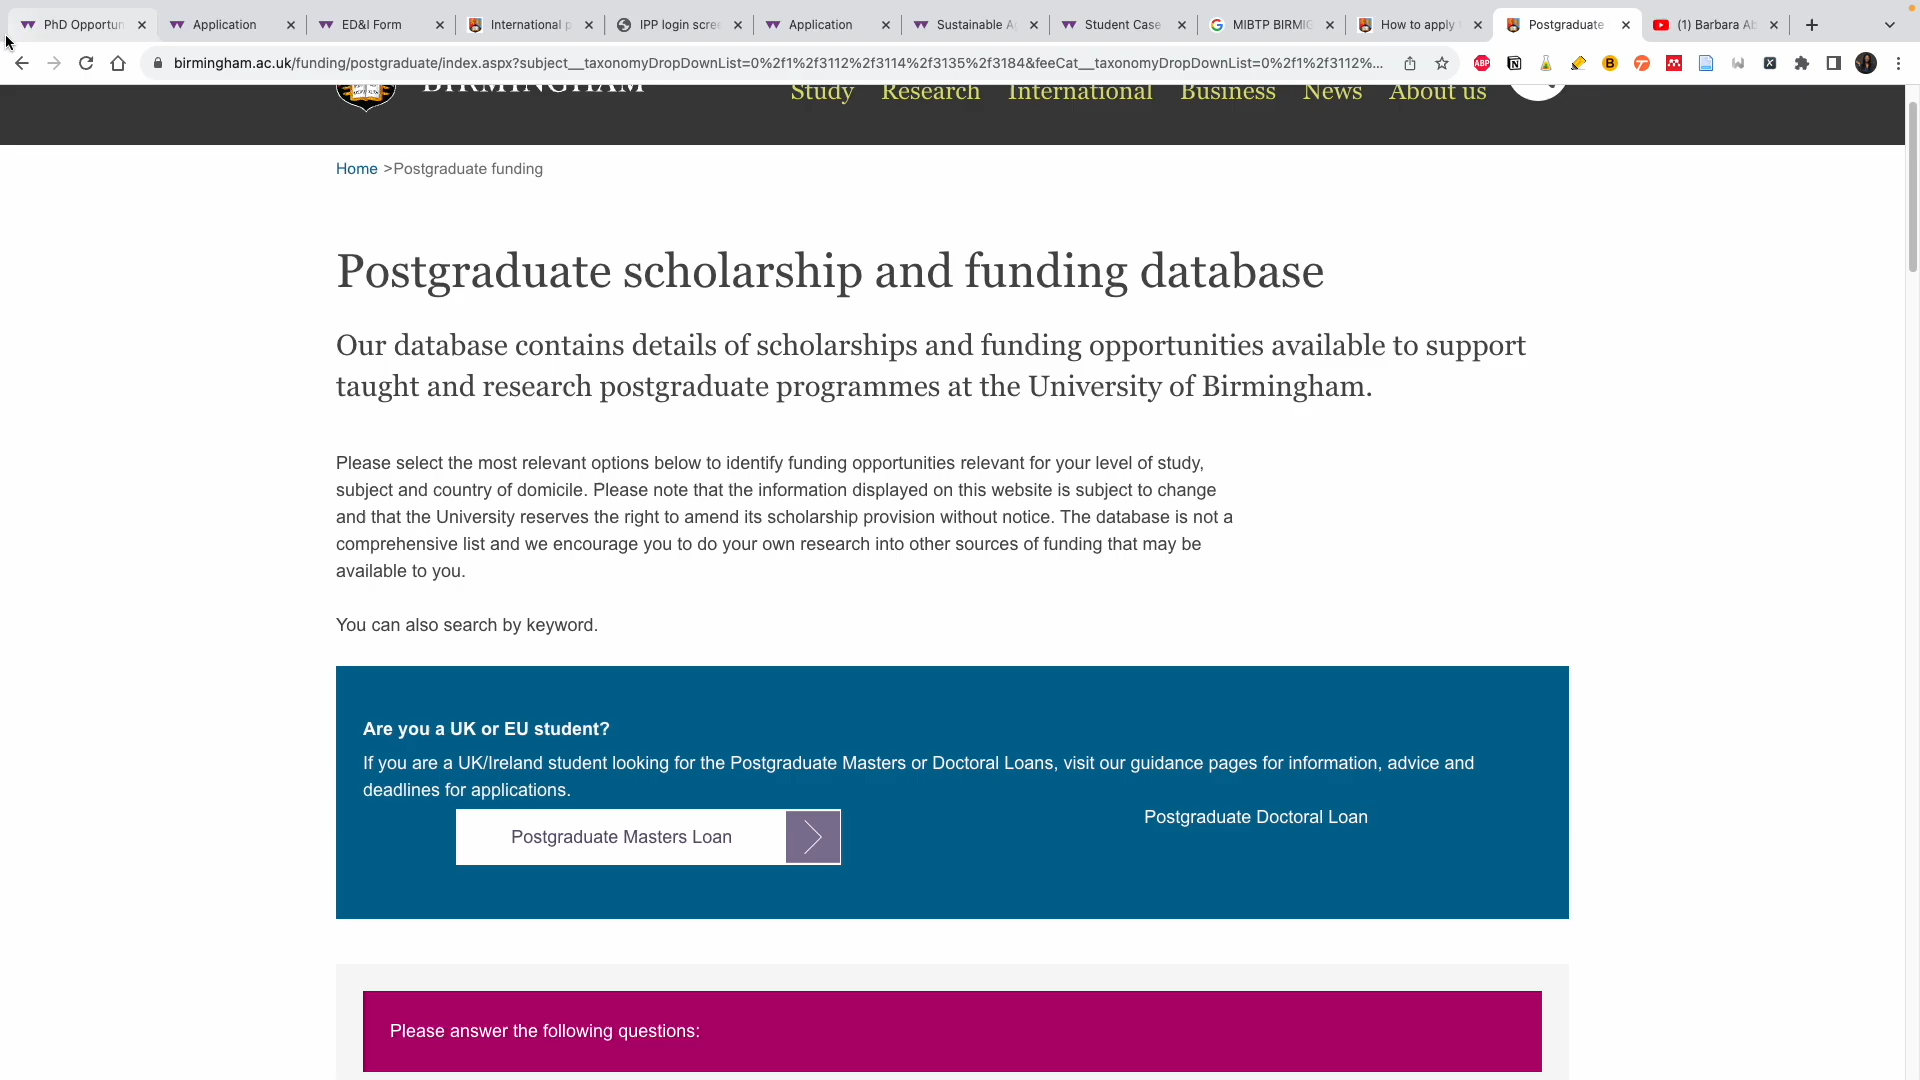 PhD Opportun
Application
ED&I Form
International p
IPP login scree
Application
Sustainable A
Student Case
MIBTP BIRMIG
How to apply
Postgraduate
(1) Barbara Ab
birmingham.ac.uk/funding/postgraduate/index.aspx?subject__taxonomyDropDownList=0%2f1%2f3112%2f3114%2f3135%2f3184&feeCat__taxonomyDropDownList=0%2f1%2f3112%...
BIRMINGHAM
Study Research International Business News About us
Home >Postgraduate funding
Postgraduate scholarship and funding database
Our database contains details of scholarships and funding opportunities available to support
taught and research postgraduate programmes at the University of Birmingham.
Please select the most relevant options below to identify funding opportunities relevant for your level of study,
subject and country of domicile. Please note that the information displayed on this website is subject to change
and that the University reserves the right to amend its scholarship provision without notice. The database is not a
comprehensive list and we encourage you to do your own research into other sources of funding that may be
available to you.
You can also search by keyword.
Are you a UK or EU student?
If you are a UK/Ireland student looking for the Postgraduate Masters or Doctoral Loans, visit our guidance pages for information, advice and
deadlines for applications.
Postgraduate Masters Loan
Postgraduate Doctoral Loan
Please answer the following questions: